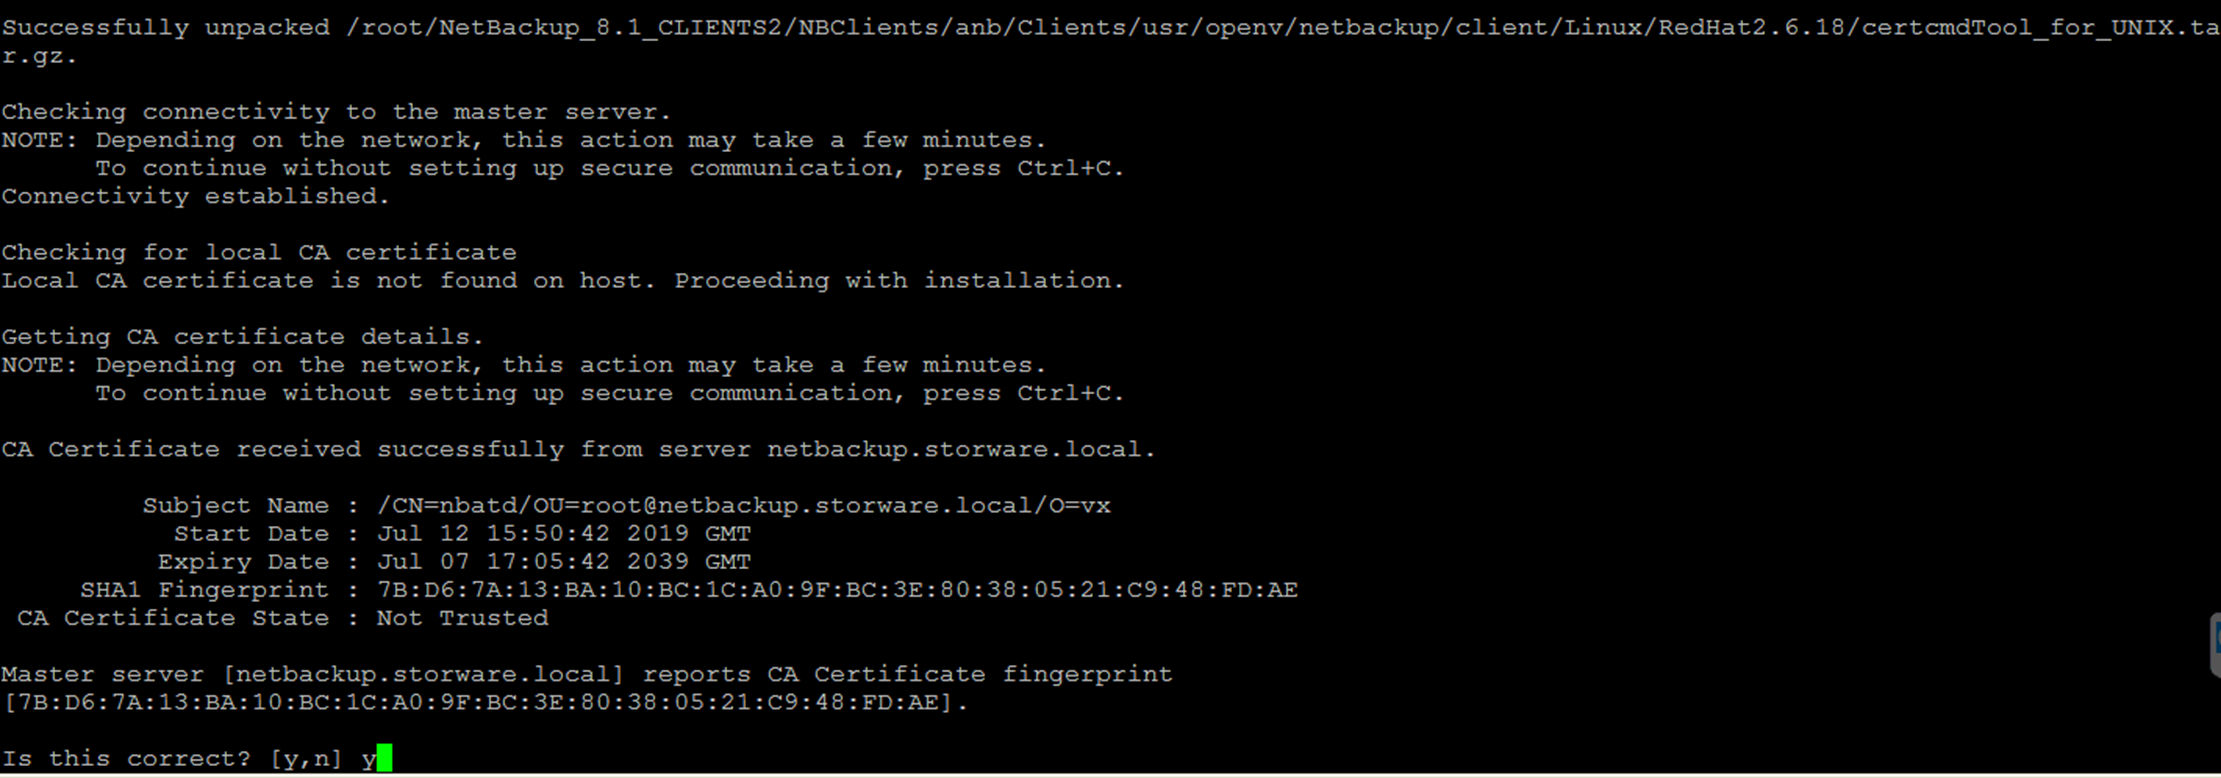 Successfully unpacked /root/NetBackup_8.1_CLIENTS2/NBClients/anb/Clients/usr/openv/netbackup/client/Linux/RedHat2.6.18/certcmdTool_for_UNIX.ta
r.gz.
Checking connectivity to the master server.
NOTE: Depending on the network, this action may take a few minutes.
To continue without setting up secure communication, press Ctrl+C.
Connectivity established.
Checking for local CA certificate
Local CA certificate is not found on host. Proceeding with installation.
Getting CA certificate details.
NOTE: Depending on the network, this action may take a few minutes.
To continue without setting up secure communication, press Ctrl+C.
CA Certificate received successfully from server netbackup.storware.local.
Subject Name : /CN=nbatd/OU=root@netbackup.storware.local/O=vx
Start Date : Jul 12 15:50:42 2019 GMT
Expiry Date : Jul 07 17:05:42 2039 GMT
SHA1 Fingerprint : 7B:D6:7A:13:BA:10:BC:1C:A0:9F:BC:3E:80:38:05:21:C9:48:FD:AE
CA Certificate State : Not Trusted
Master server [netbackup.storware.local] reports CA Certificate fingerprint
[7B:D6:7A:13:BA:10:BC:1C:A0:9F:BC:3E:80:38:05:21:C9:48:FD:AE].
Is this correct? [y,n] y